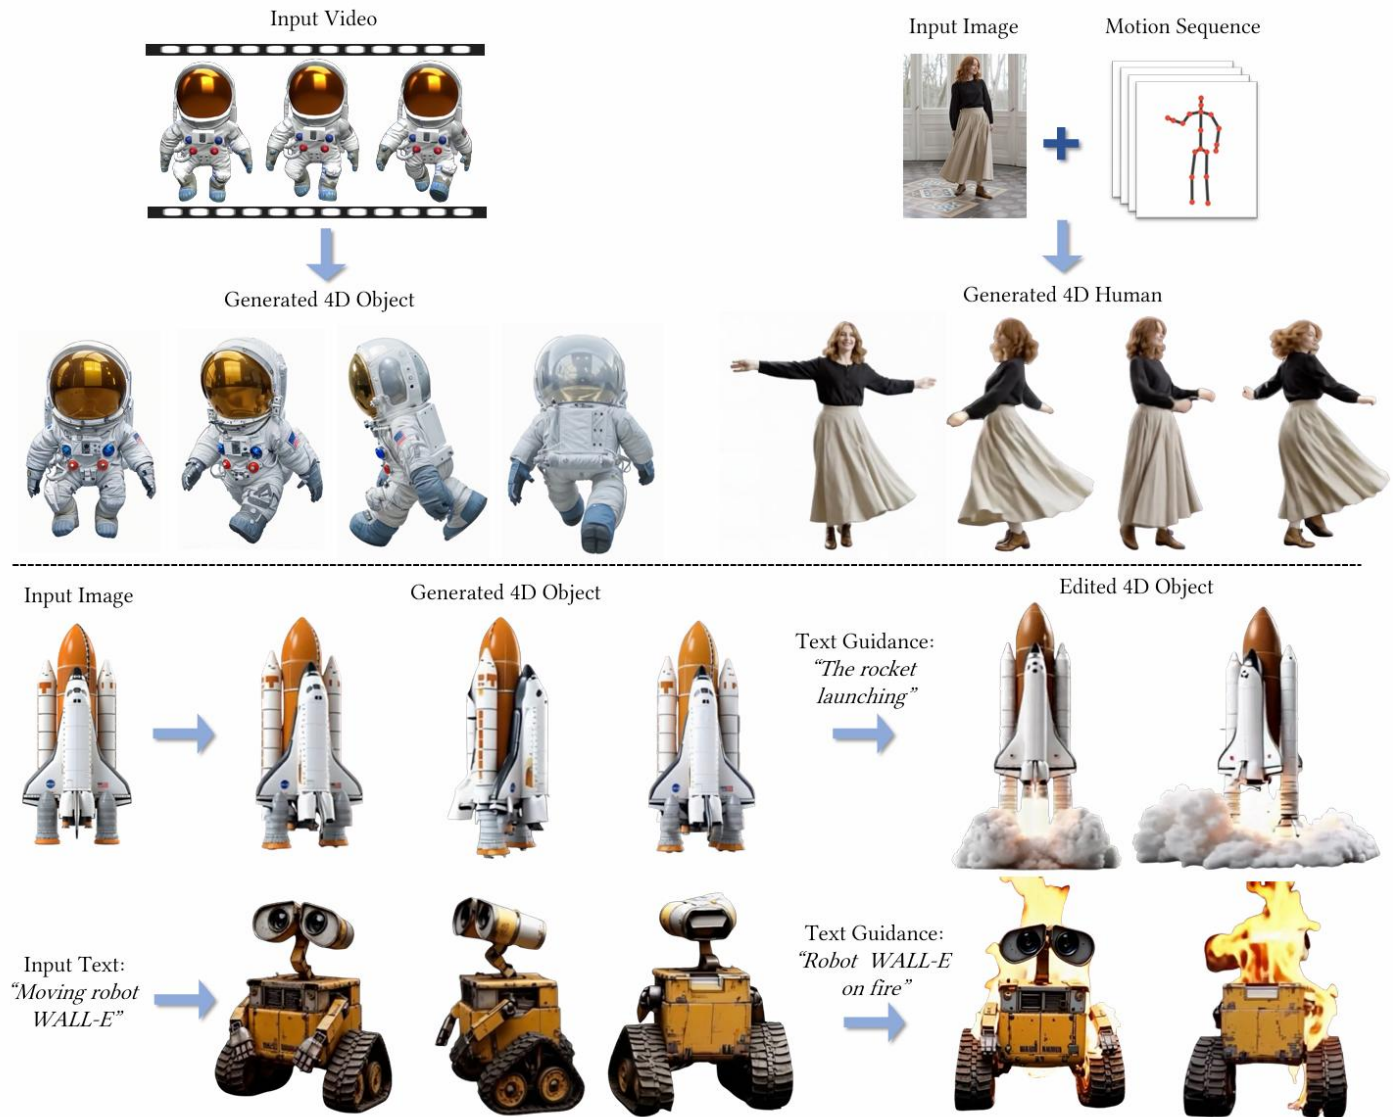 Input Video
Input Image
Motion Sequence
Generated 4D Object
Generated 4D Human
Input Image
Generated 4D Object
Edited 4D Object
Text Guidance:
“The rocket
launching”
Input Text:
“Moving robot
WALL-E”
Text Guidance:
“Robot WALL-E
on fire”